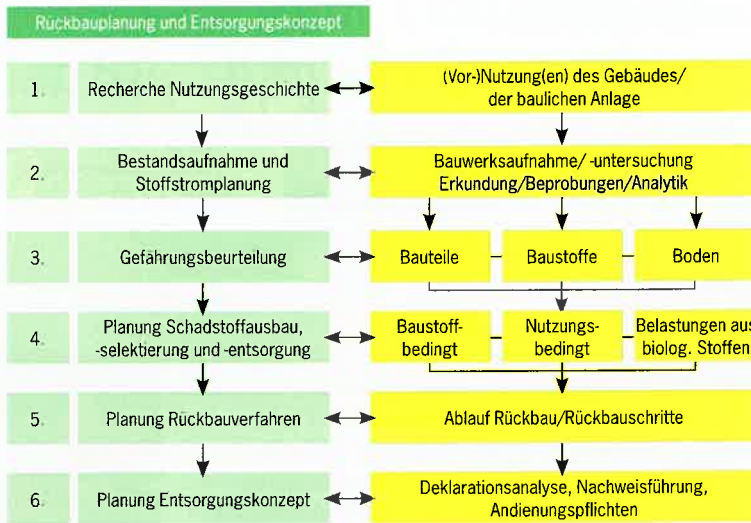 Rückbauplanung und Entsorgungskonzept
1.
Recherche Nutzungsgeschichte
(Vor-)Nutzung(en) des Gebäudes/
der baulichen Anlage
2.
Bestandsaufnahme und
Stoffstromplanung
Bauwerksaufnahme/ -untersuchung
Erkundung/Beprobungen/Analytik
3.
Gefährungsbeurteilung
Bauteile
Baustoffe
Boden
4.
Planung Schadstoffausbau,
-selektierung und -entsorgung
Baustoff-
bedingt
Nutzungs-
bedingt
Belastungen aus
biolog. Stoffen
5.
Planung Rückbauverfahren
Ablauf Rückbau/Rückbauschritte
6.
Planung Entsorgungskonzept
Deklarationsanalyse, Nachweisführung,
Andienungspflichten